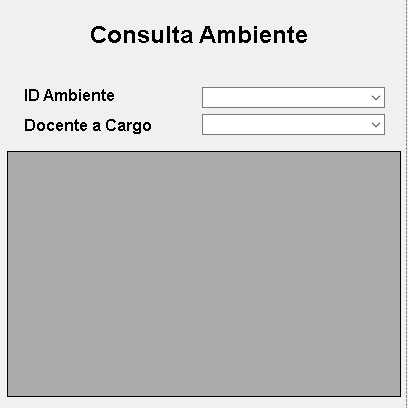 Consulta Ambiente
ID Ambiente
Docente a Cargo